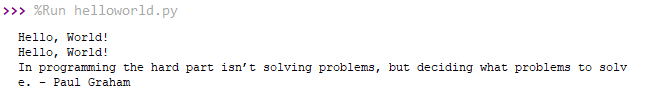 >>> %Run helloworld.py
Hello, World!
Hello, World!
In programming the hard part isn’t solving problems, but deciding what problems to solv
e. - Paul Graham